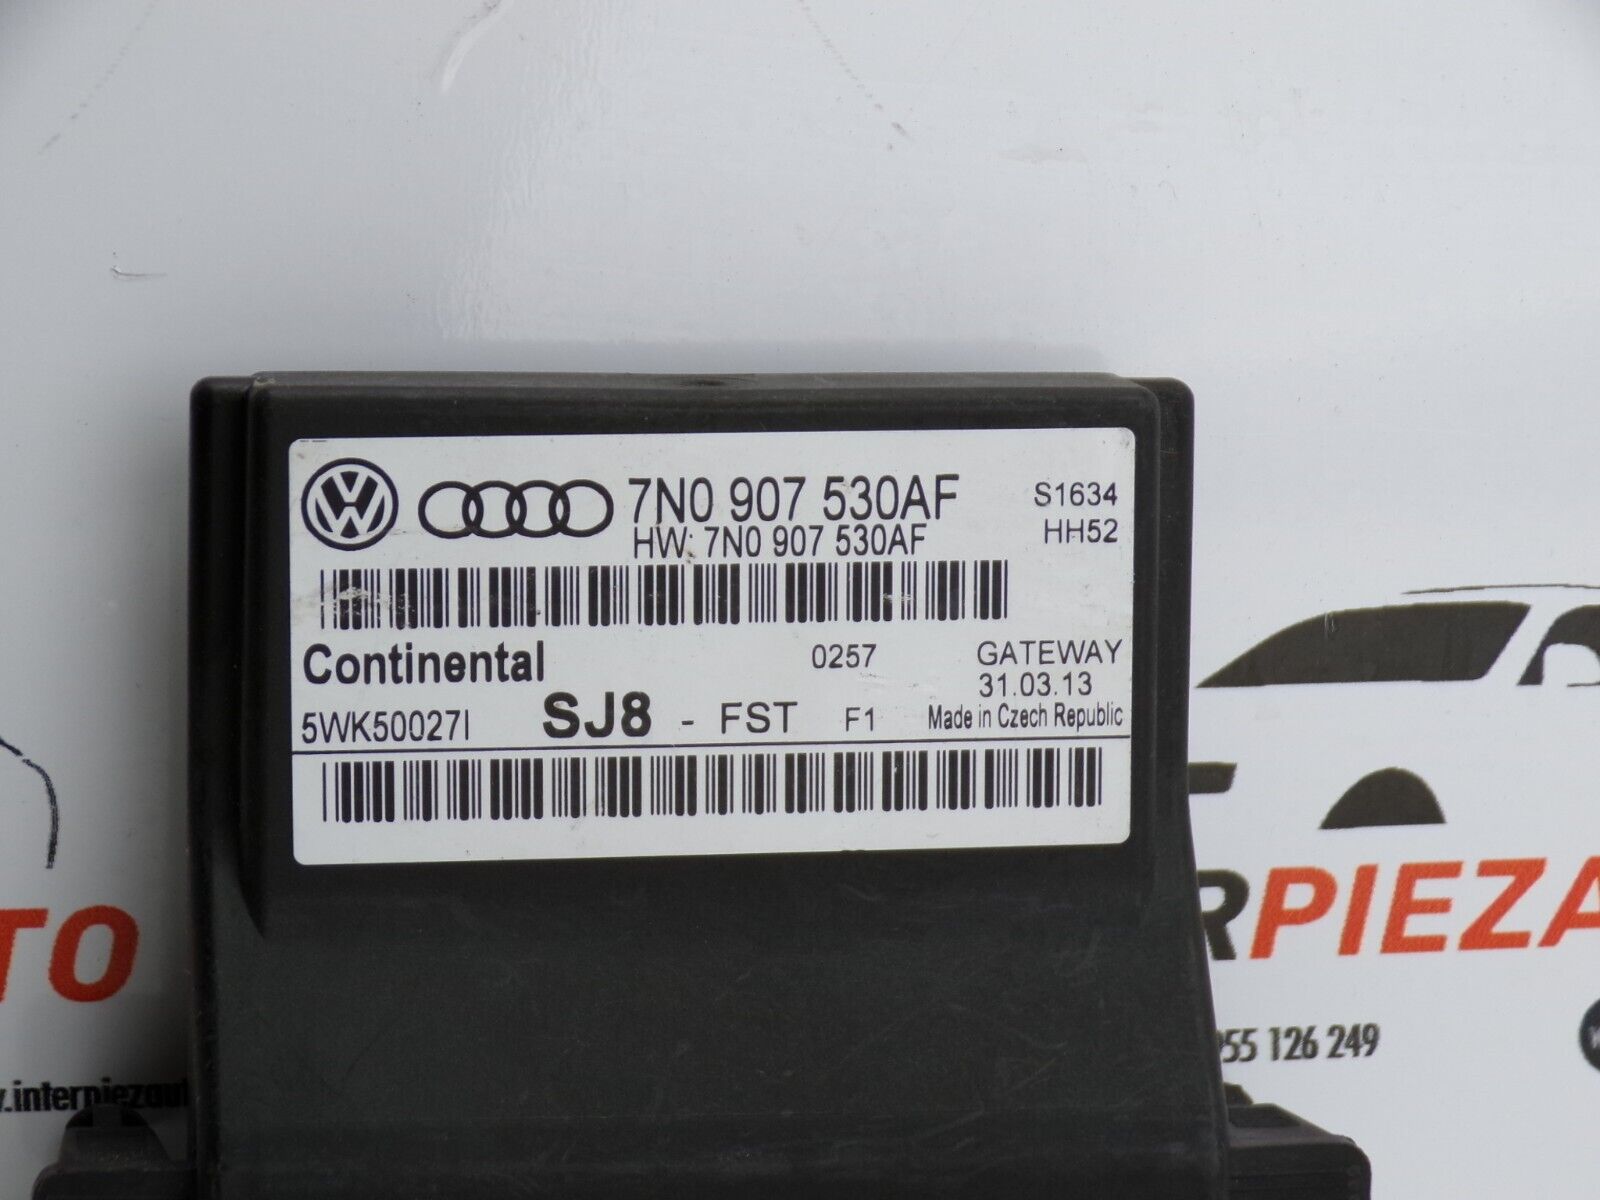 7N0 907 530AF
HW: 7N0 907 530AF
S1634
HH52
Continental
0257
GATEWAY
31.03.13
5WK50027I
SJ8 - FST F1
Made in Czech Republic
TO
RPIEZA
55 126 249
.interpiezau